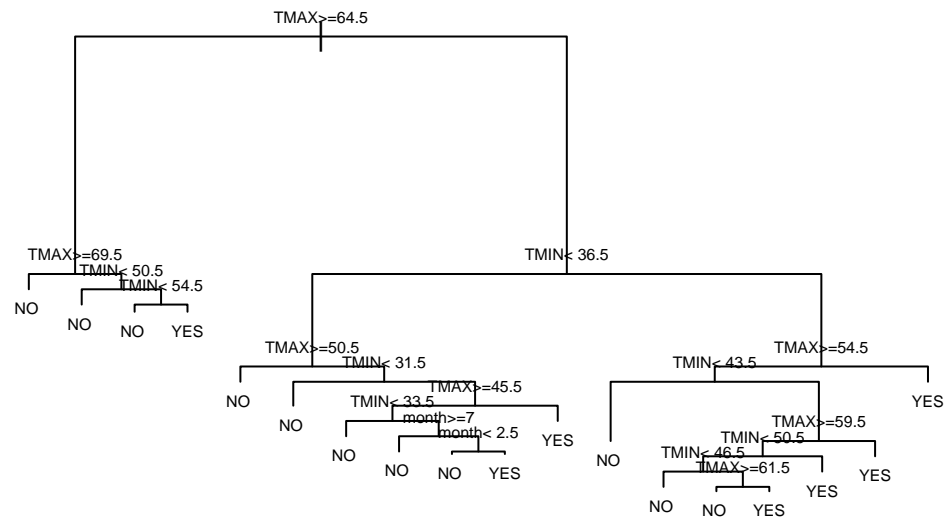 TMAX>=64.5
TMAX>=69.5
TMIN< 36.5
TMIN< 50.5
TMIN< 54.5
NO
NO
NO
YES
TMAX>=50.5
TMAX>=54.5
TMIN< 31.5
TMIN< 43.5
TMAX>=45.5
NO
YES
TMIN< 33.5
month>=7
TMAX>=59.5
NO
month< 2.5
TMIN< 50.5
YES
NO
TMIN< 46.5
NO
NO
TMAX>=61.5
NO
NO
YES
YES
YES
NO
NO
YES